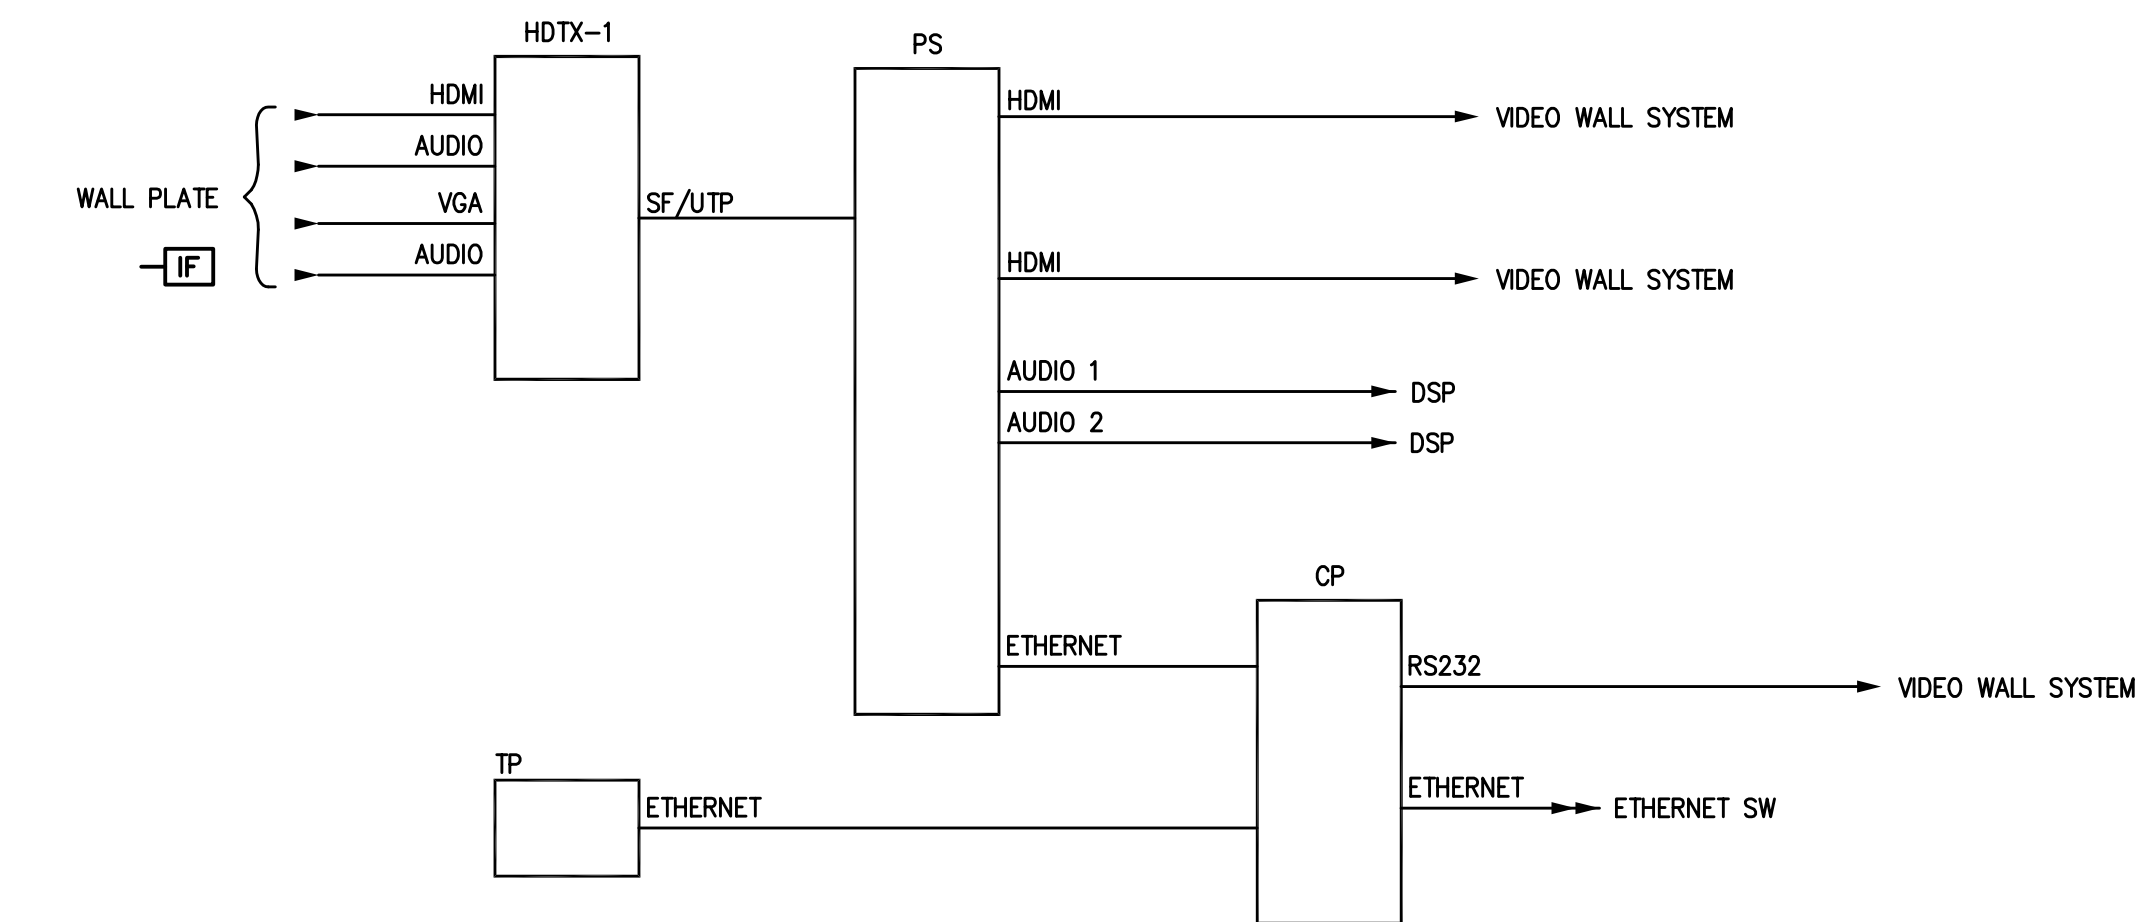 HDTX-1
PS
HDMI
AUDIO
WALL PLATE
VGA
IF
AUDIO
SF/UTP
HDMI
VIDEO WALL SYSTEM
HDMI
VIDEO WALL SYSTEM
AUDIO 1
DSP
AUDIO 2
DSP
CP
ETHERNET
RS232
VIDEO WALL SYSTEM
TP
ETHERNET
ETHERNET
ETHERNET SW